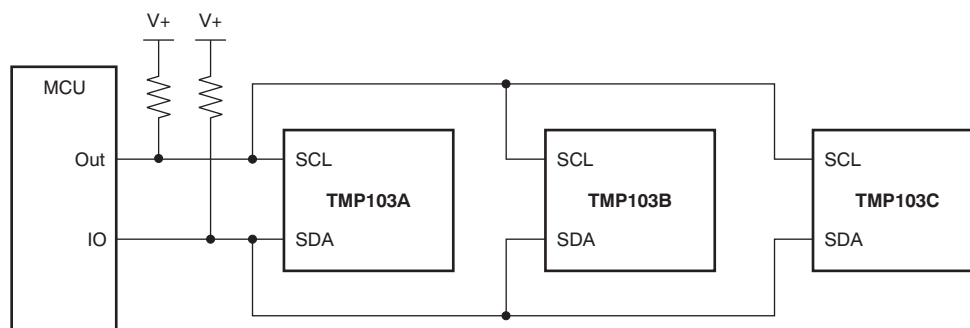 V+ V+
MCU
Out SCL SCL SCL
TMP103A TMP103B TMP103C
IO SDA SDA SDA